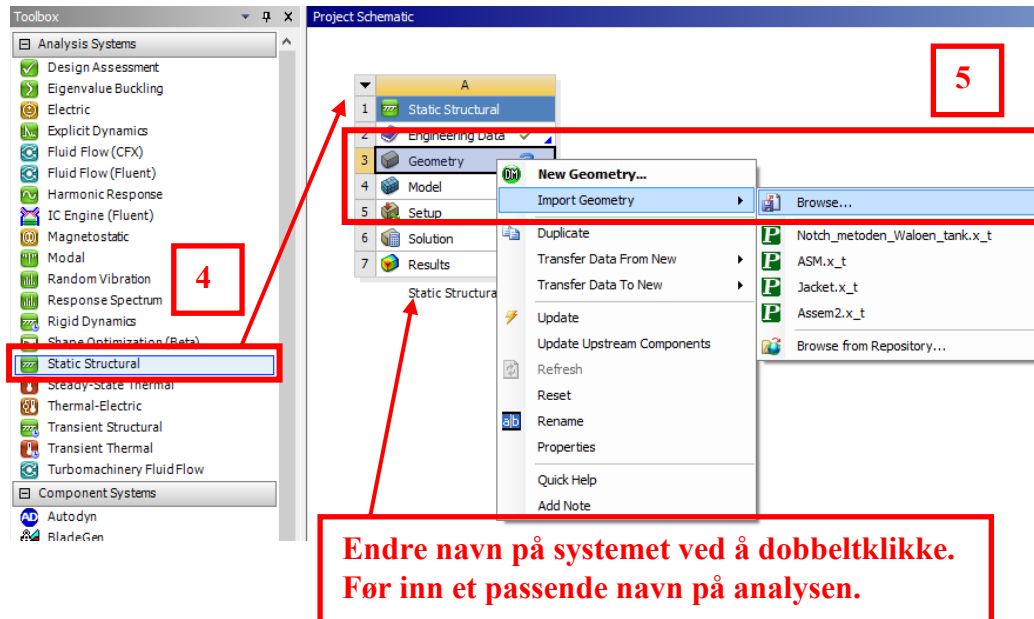 Toolbox
Analysis Systems
Design Assessment
Eigenvalue Buckling
Electric
Explicit Dynamics
Fluid Flow (CFX)
Fluid Flow (Fluent)
Harmonic Response
IC Engine (Fluent)
Magnetostatic
Modal
Random Vibration
Response Spectrum
Rigid Dynamics
Shape Optimization (Beta)
Static Structural
Steady-State Thermal
Thermal-Electric
Transient Structural
Transient Thermal
Turbomachinery Fluid Flow
Component Systems
AD Autodyn
BladeGen
4
Project Schematic
A
1 Static Structural
2 Engineering Data
3 Geometry
4 Model
5 Setup
6 Solution
7 Results
Static Structura
5
DM New Geometry...
Import Geometry
Duplicate
Transfer Data From New
Transfer Data To New
Update
Update Upstream Components
Refresh
Reset
a|b Rename
Properties
Quick Help
Add Note
Browse...
P Notch_metoden_Waloen_tank.x_t
P ASM.x_t
P Jacket.x_t
P Assem2.x_t
Browse from Repository...
Endre navn på systemet ved å dobbeltklikke.
Før inn et passende navn på analysen.